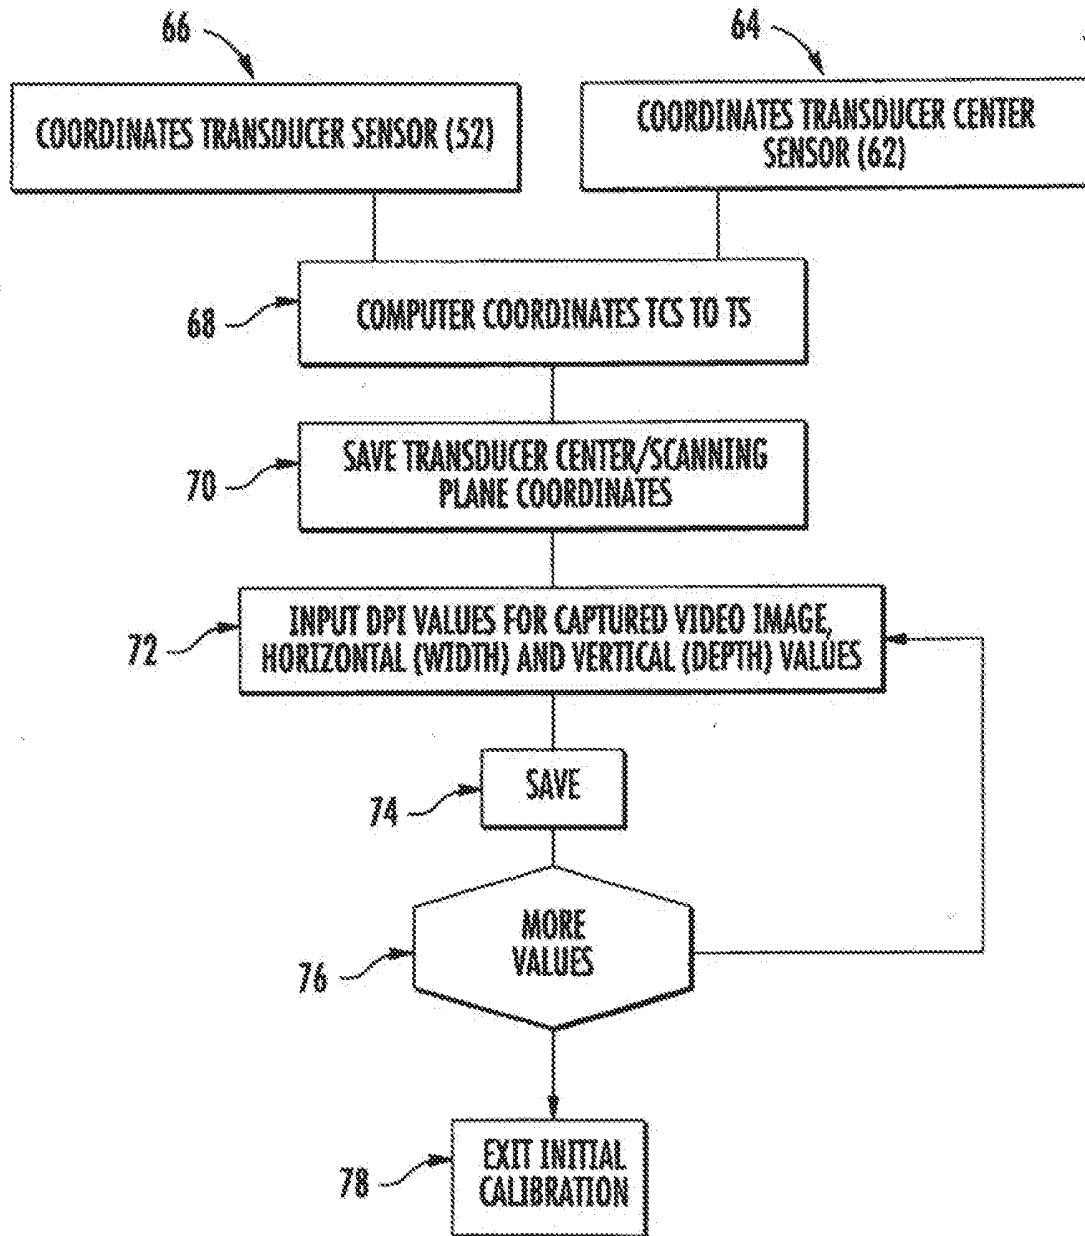 66
64
COORDINATES TRANSDUCER SENSOR (52)
COORDINATES TRANSDUCER CENTER
SENSOR (62)
68
COMPUTER COORDINATES TCS TO TS
70
SAVE TRANSDUCER CENTER/SCANNING
PLANE COORDINATES
72
INPUT DPI VALUES FOR CAPTURED VIDEO IMAGE,
HORIZONTAL (WIDTH) AND VERTICAL (DEPTH) VALUES
74
SAVE
76
MORE
VALUES
78
EXIT INITIAL
CALIBRATION